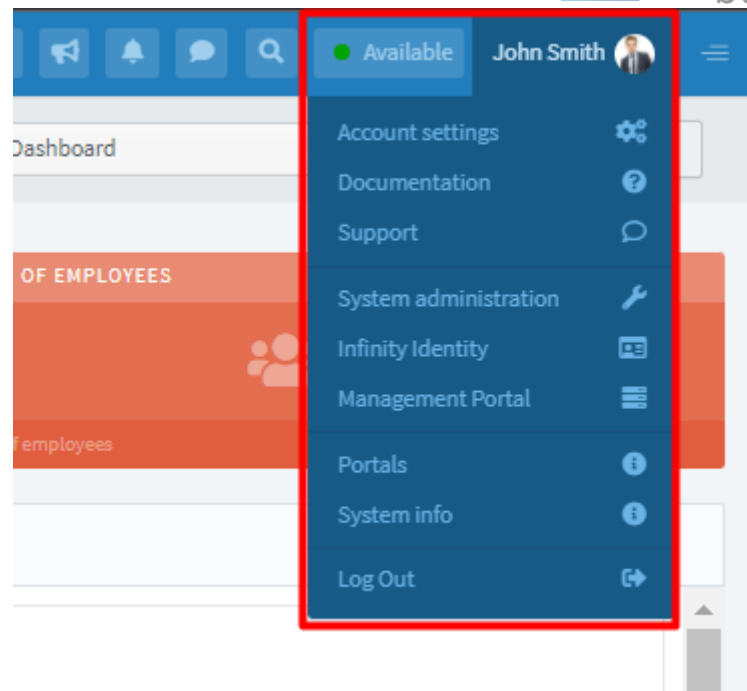 Available John Smith
Dashboard
Account settings
Documentation
Support
OF EMPLOYEES
System administration
Infinity Identity
Management Portal
employees
Portals
System info
Log Out